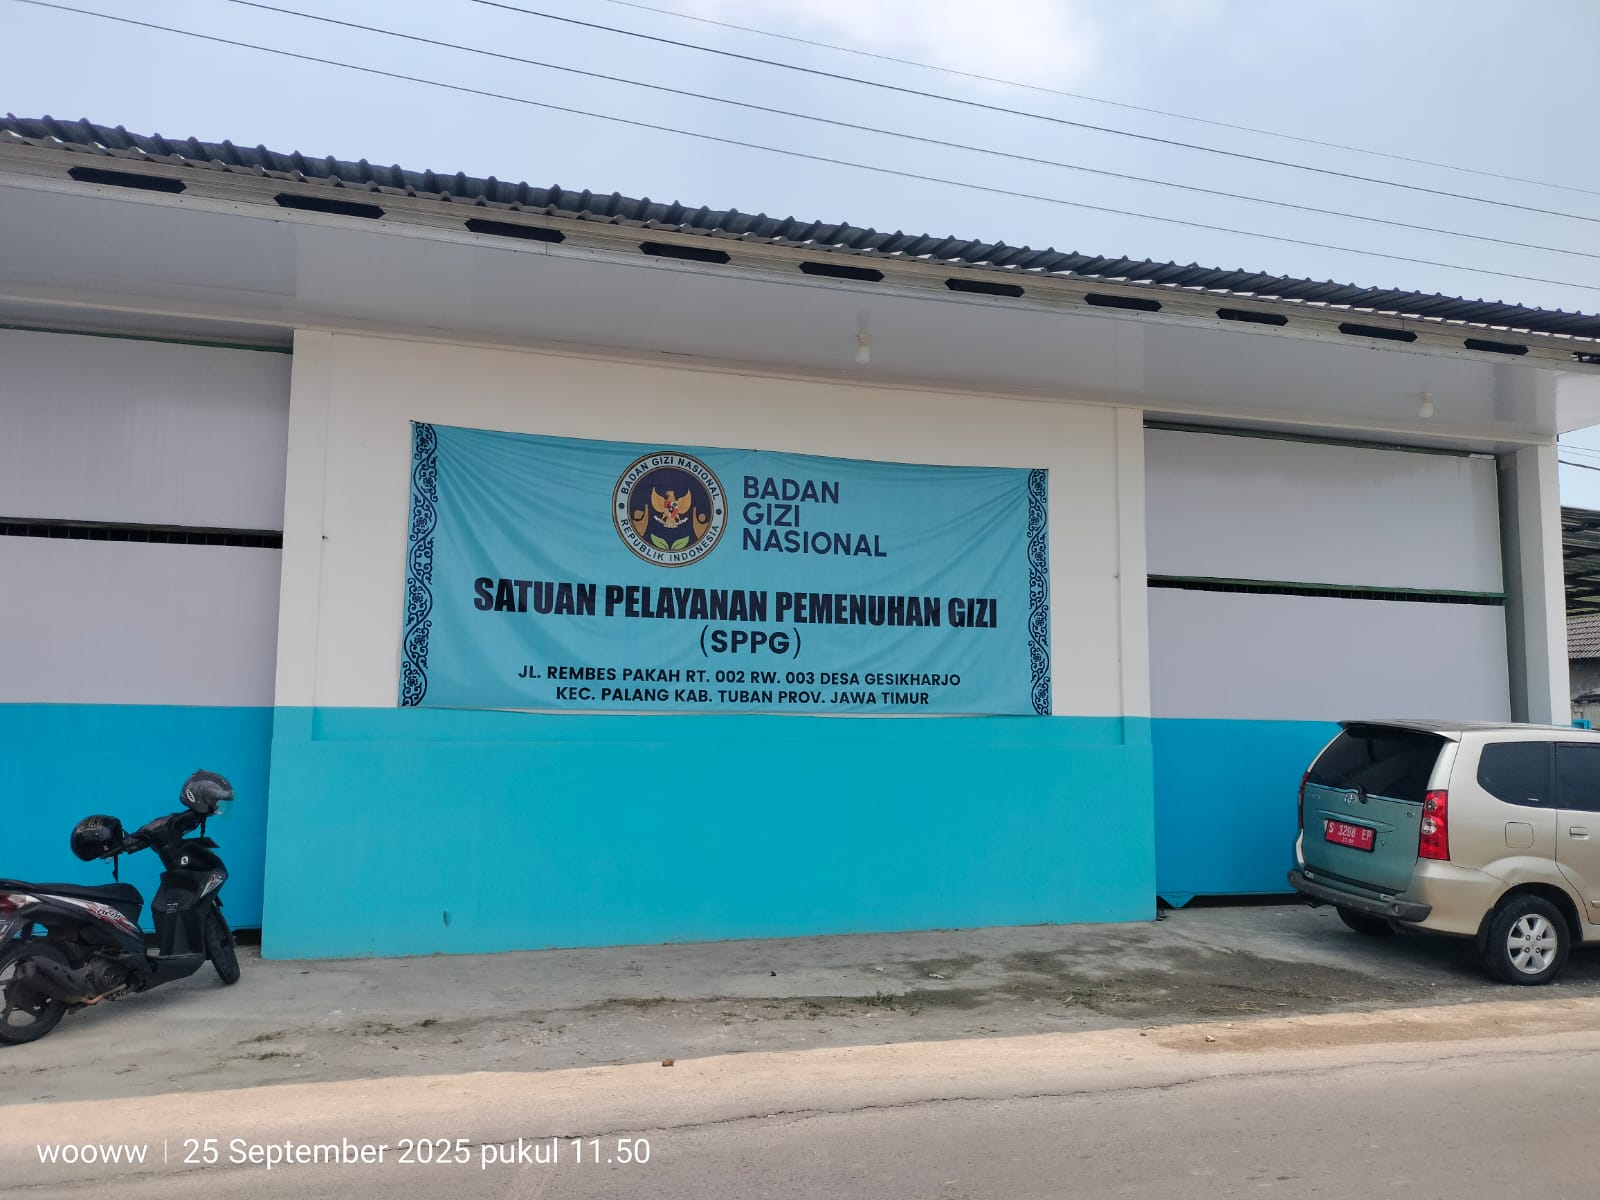 BADAN GIZI NASIONAL
REPUBLIK INDONESIA
BADAN
GIZI
NASIONAL
SATUAN PELAYANAN PEMENUHAN GIZI
(SPPG)
JL. REMBES PAKAH RT. 002 RW. 003 DESA GESIKHARJO
KEC. PALANG KAB. TUBAN PROV. JAWA TIMUR
S 1208 EP
wooww | 25 September 2025 pukul 11.50